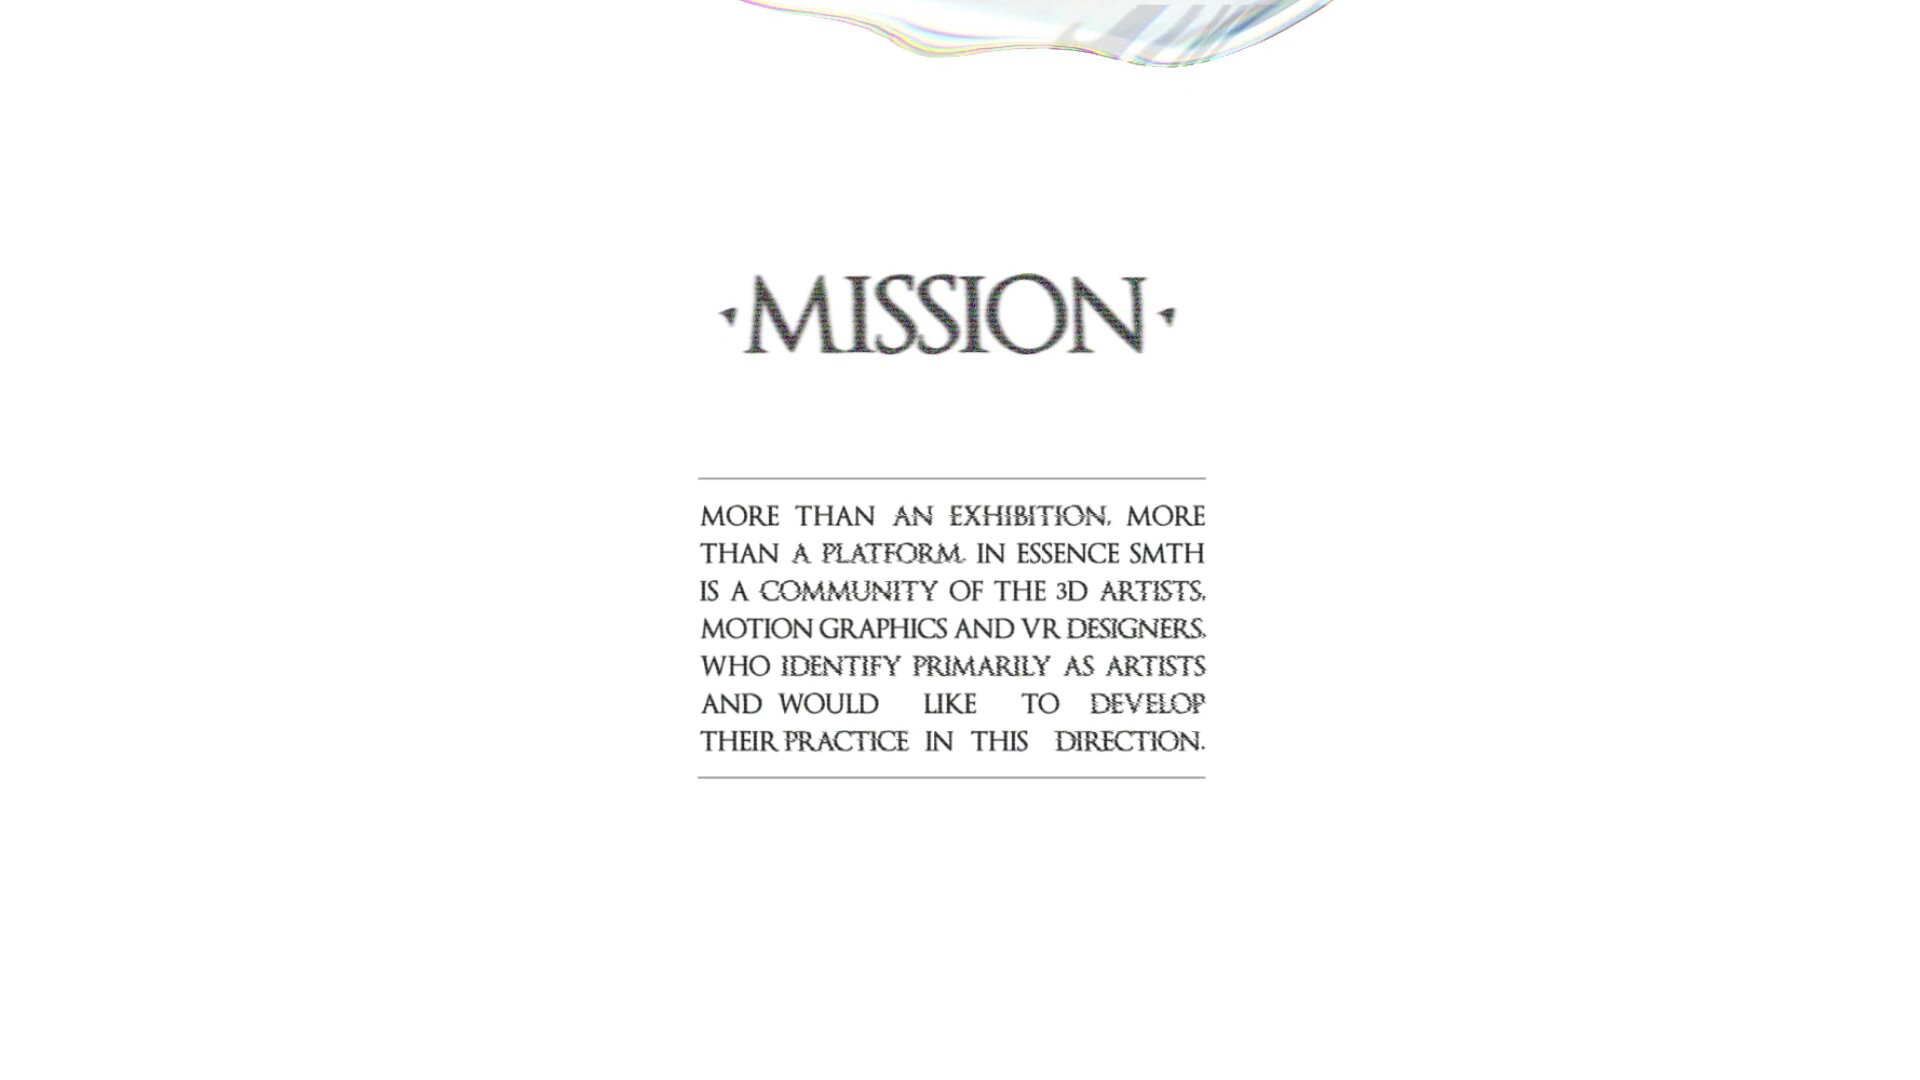 MISSION
MORE THAN AN EXHIBITION, MORE
THAN A PLATFORM. IN ESSENCE SMTH
IS A COMMUNITY OF THE 3D ARTISTS,
MOTION GRAPHICS AND VR DESIGNERS,
WHO IDENTIFY PRIMARILY AS ARTISTS
AND WOULD LIKE TO DEVELOP
THEIR PRACTICE IN THIS DIRECTION.